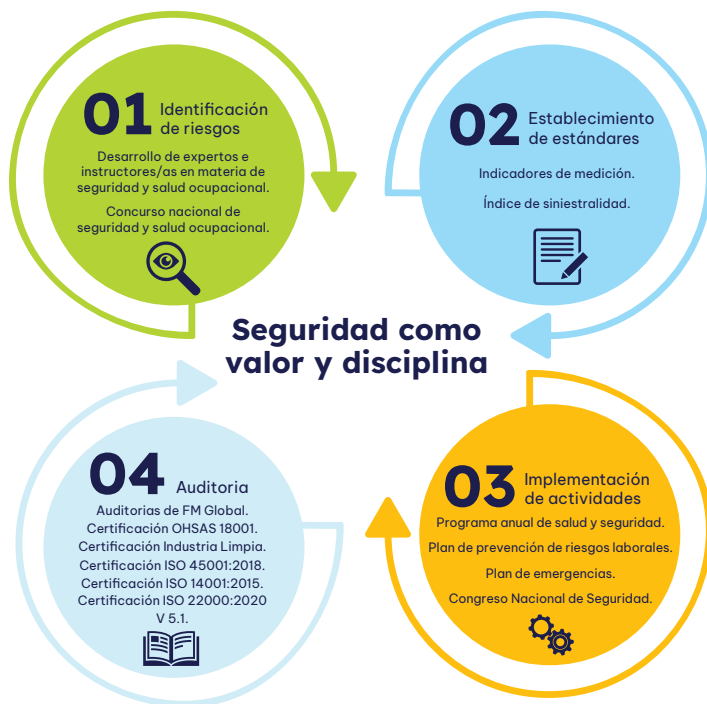 01 Identificación
de riesgos
Desarrollo de expertos e
instructores/as en materia de
seguridad y salud ocupacional.
Concurso nacional de
seguridad y salud ocupacional.
02 Establecimiento
de estándares
Indicadores de medición.
Índice de siniestralidad.
Seguridad como
valor y disciplina
03 Implementación
de actividades
Programa anual de salud y seguridad.
Plan de prevención de riesgos laborales.
Plan de emergencias.
Congreso Nacional de Seguridad.
04 Auditoria
Auditorias de FM Global.
Certificación OHSAS 18001.
Certificación Industria Limpia.
Certificación ISO 45001:2018.
Certificación ISO 14001:2015.
Certificación ISO 22000:2020
V 5.1.